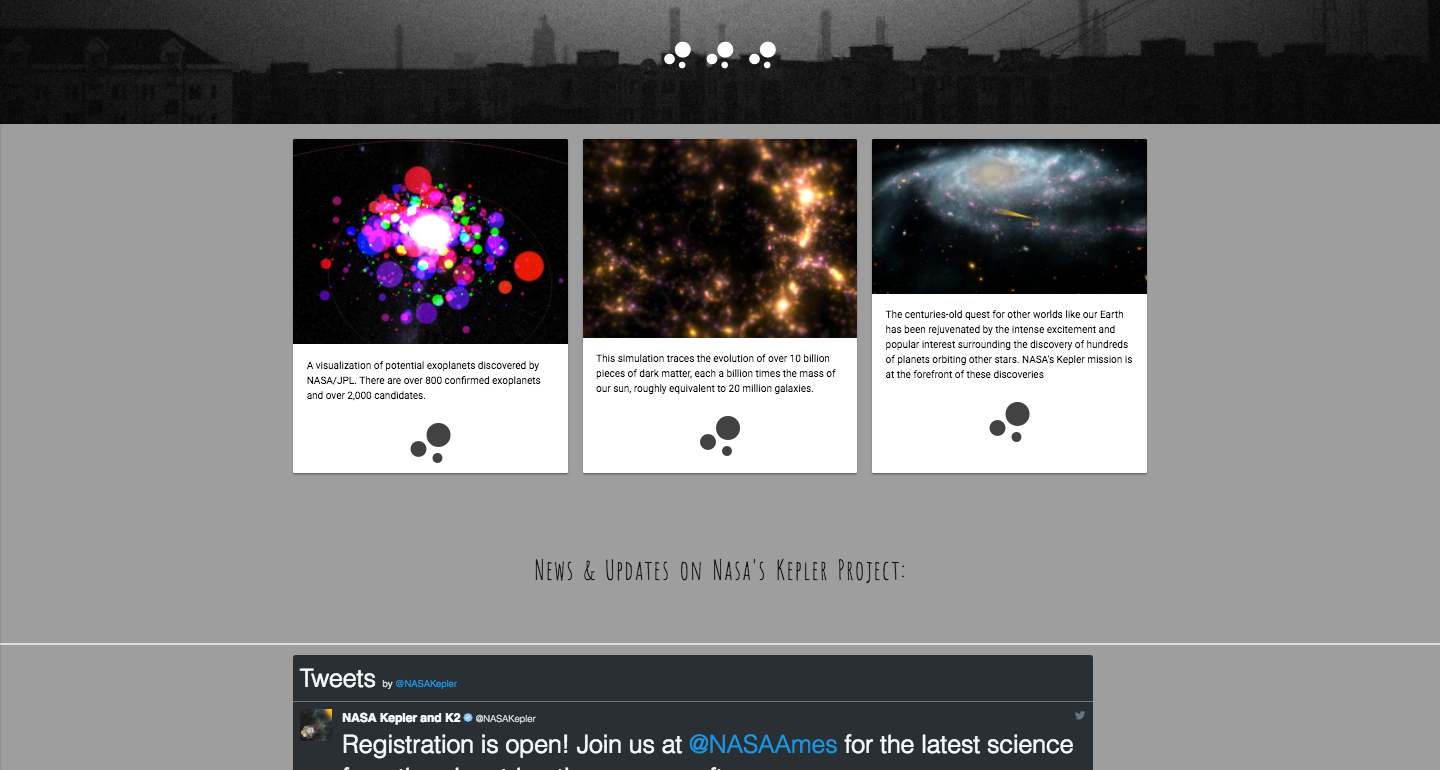 A visualization of potential exoplanets discovered by
NASA/JPL. There are over 800 confirmed exoplanets
and over 2,000 candidates.
This simulation traces the evolution of over 10 billion
pieces of dark matter, each a billion times the mass of
our sun, roughly equivalent to 20 million galaxies.
The centuries-old quest for other worlds like our Earth
has been rejuvenated by the intense excitement and
popular interest surrounding the discovery of hundreds
of planets orbiting other stars. NASA's Kepler mission is
at the forefront of these discoveries
News & Updates on Nasa's Kepler Project:
Tweets by @NASAKepler
NASA Kepler and K2 @NASAKepler
Registration is open! Join us at @NASAAmes for the latest science